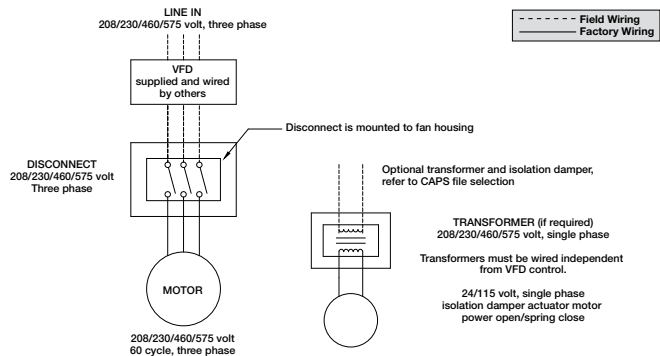 LINE IN
208/230/460/575 volt, three phase
Field Wiring
Factory Wiring
VFD
supplied and wired
by others
Disconnect is mounted to fan housing
DISCONNECT
208/230/460/575 volt
Three phase
Optional transformer and isolation damper,
refer to CAPS file selection
TRANSFORMER (if required)
208/230/460/575 volt, single phase
Transformers must be wired independent
from VFD control.
24/115 volt, single phase
isolation damper actuator motor
power open/spring close
MOTOR
208/230/460/575 volt
60 cycle, three phase